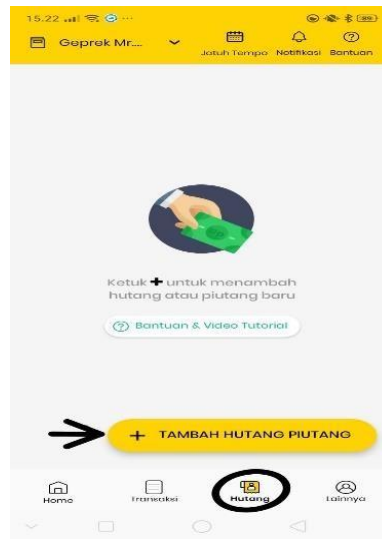 15.22
Geprek Mr....
Jatuh Tempo Notifikasi Bantuan
Ketuk + untuk menambah
hutang atau piutang baru
Bantuan & Video Tutorial
+ TAMBAH HUTANG PIUTANG
Home Transaksi Hutang Lainnya